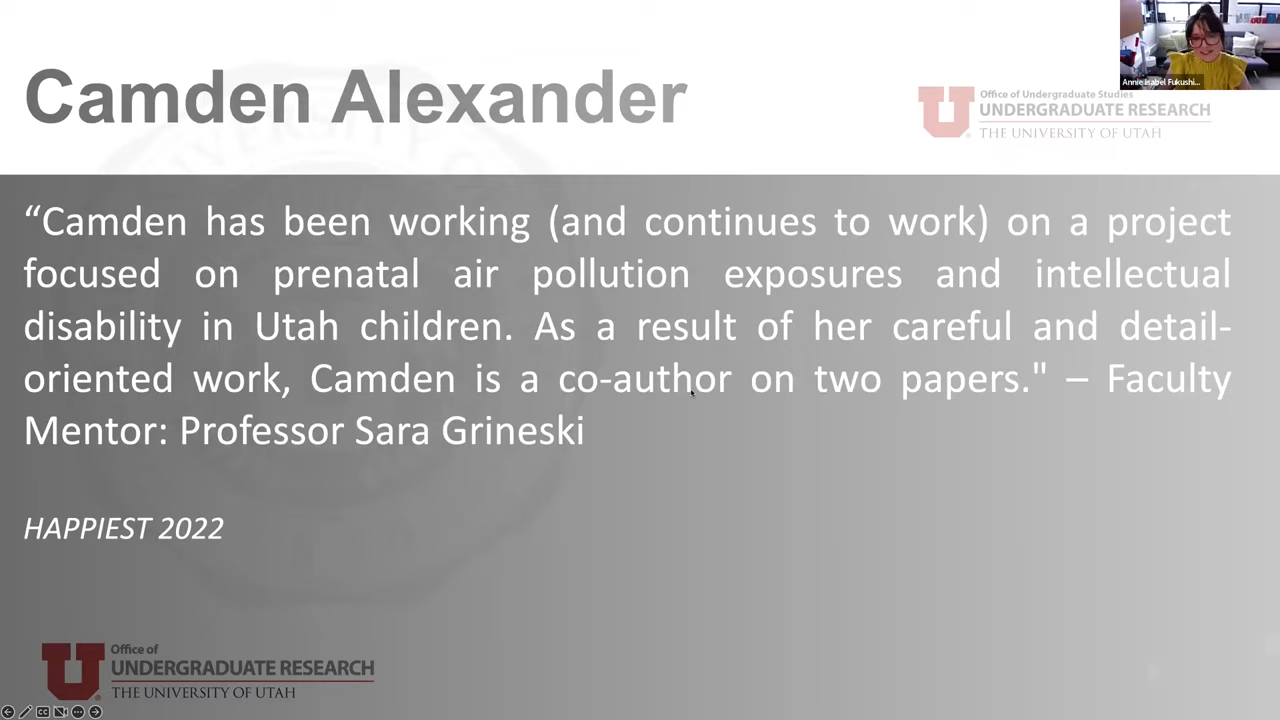 Camden Alexander
Annie Isabel Fukushi...
Office of Undergraduate Studies
UNDERGRADUATE RESEARCH
THE UNIVERSITY OF UTAH
“Camden has been working (and continues to work) on a project
focused on prenatal air pollution exposures and intellectual
disability in Utah children. As a result of her careful and detail-
oriented work, Camden is a co-author on two papers." – Faculty
Mentor: Professor Sara Grineski
HAPPIEST 2022
Office of
UNDERGRADUATE RESEARCH
THE UNIVERSITY OF UTAH